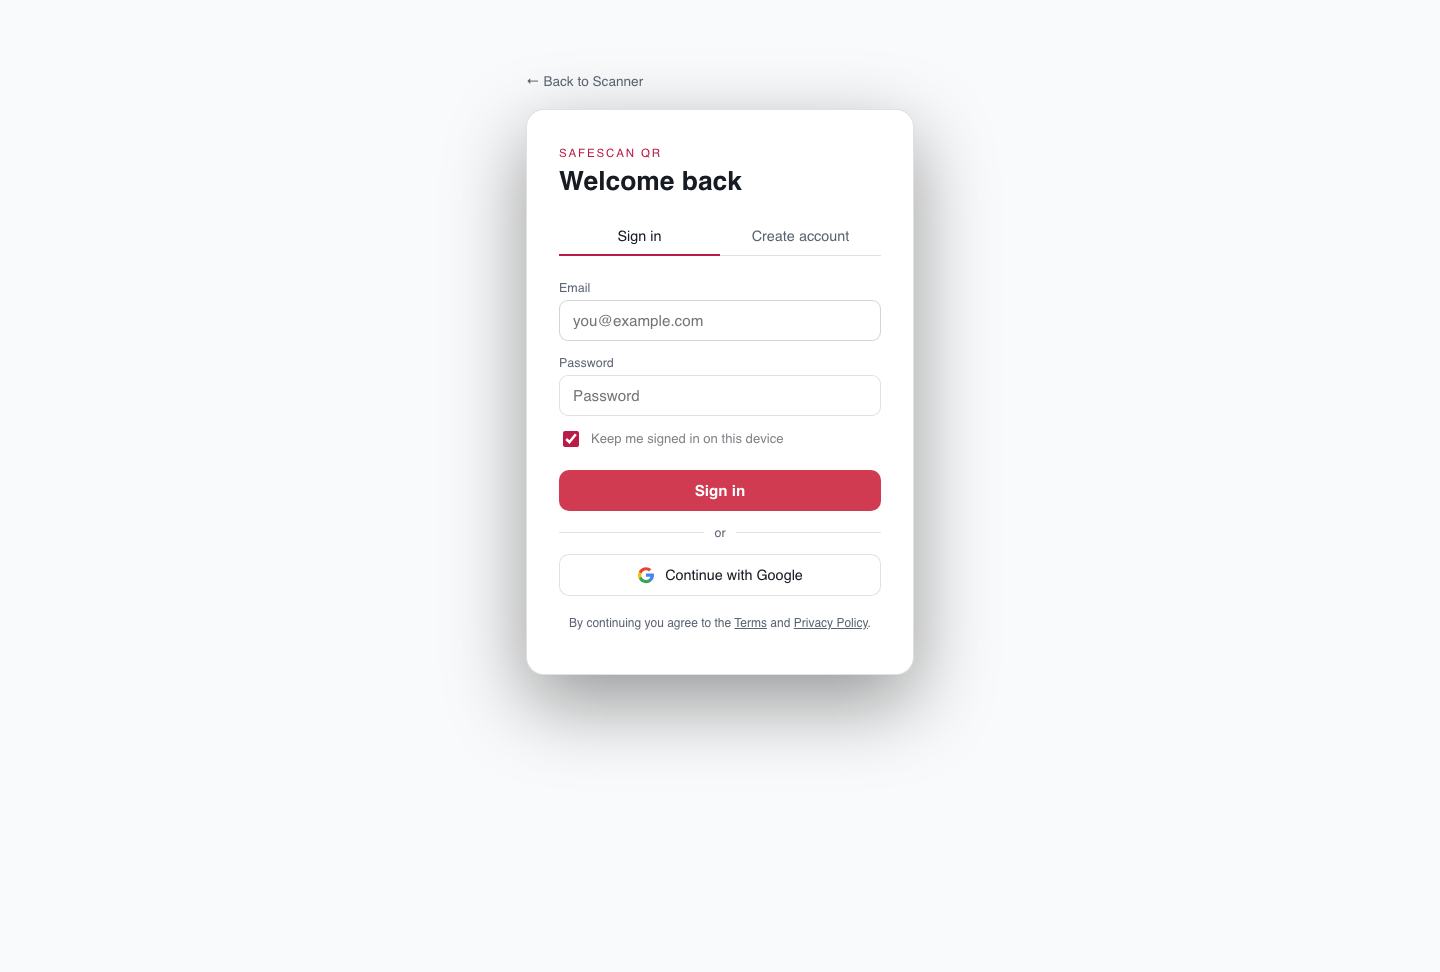 ← Back to Scanner
SAFESCAN QR
Welcome back
Sign in Create account
Email
you@example.com
Password
Password
Keep me signed in on this device
Sign in
or
Continue with Google
By continuing you agree to the Terms and Privacy Policy.